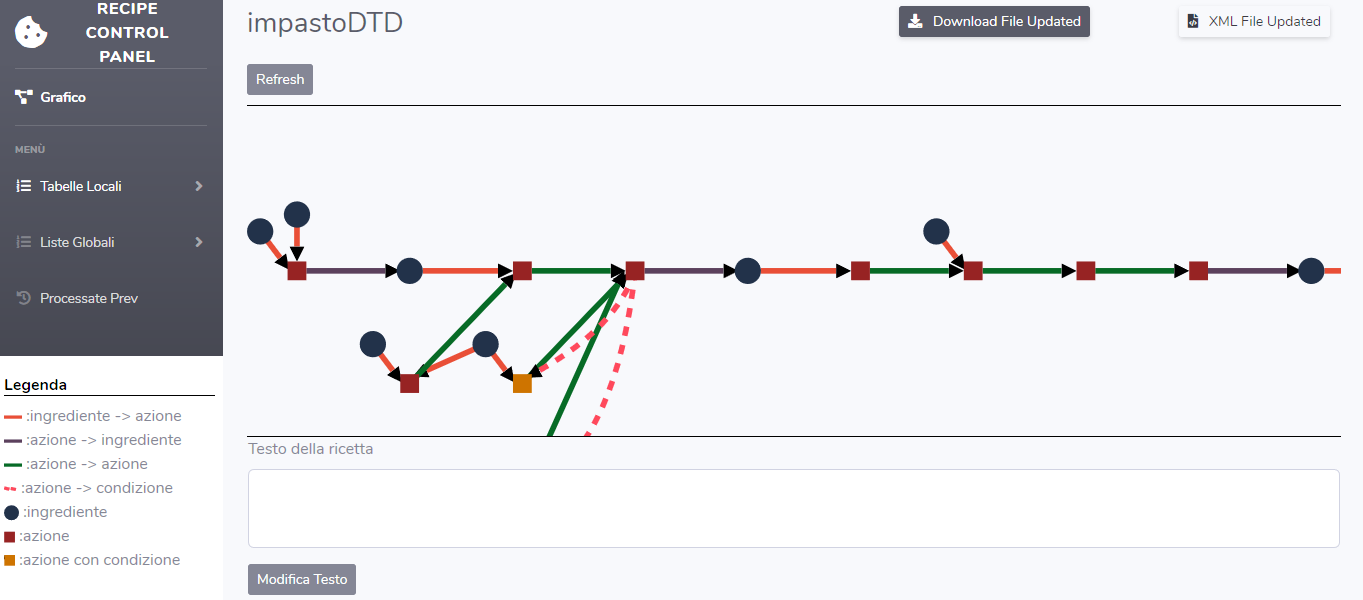 RECIPE
CONTROL
PANEL
Grafico
MENÙ
Tabelle Locali
Liste Globali
Processate Prev
Legenda
:ingrediente -> azione
:azione -> ingrediente
:azione -> azione
:azione -> condizione
:ingrediente
:azione
:azione con condizione
impastoDTD
Download File Updated
XML File Updated
Refresh
Testo della ricetta
Modifica Testo